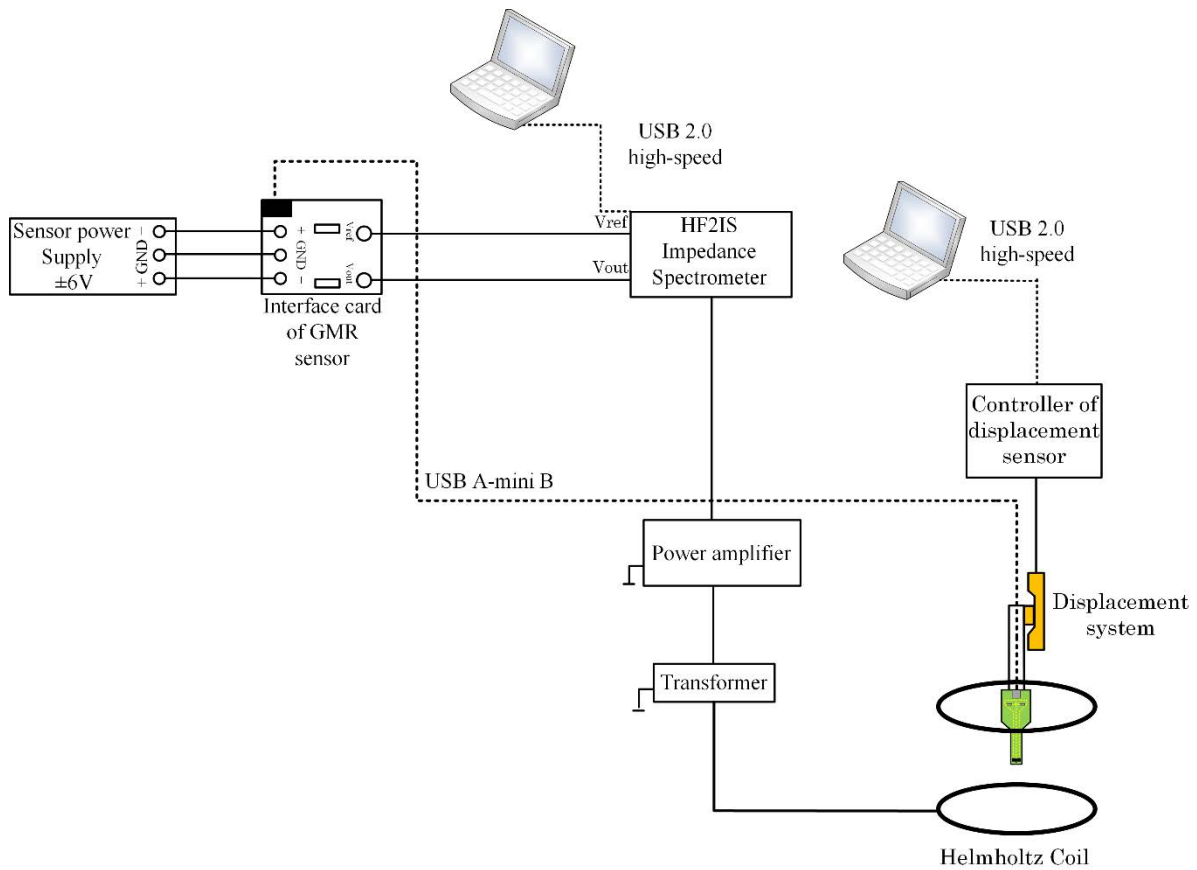 USB 2.0
high-speed
USB 2.0
high-speed
Sensor power
Supply
±6V
− GND +
+ GND −
Vref
Vout
Interface card
of GMR
sensor
Vref
Vout
HF2IS
Impedance
Spectrometer
Controller of
displacement
sensor
USB A-mini B
Power amplifier
Displacement
system
Transformer
Helmholtz Coil